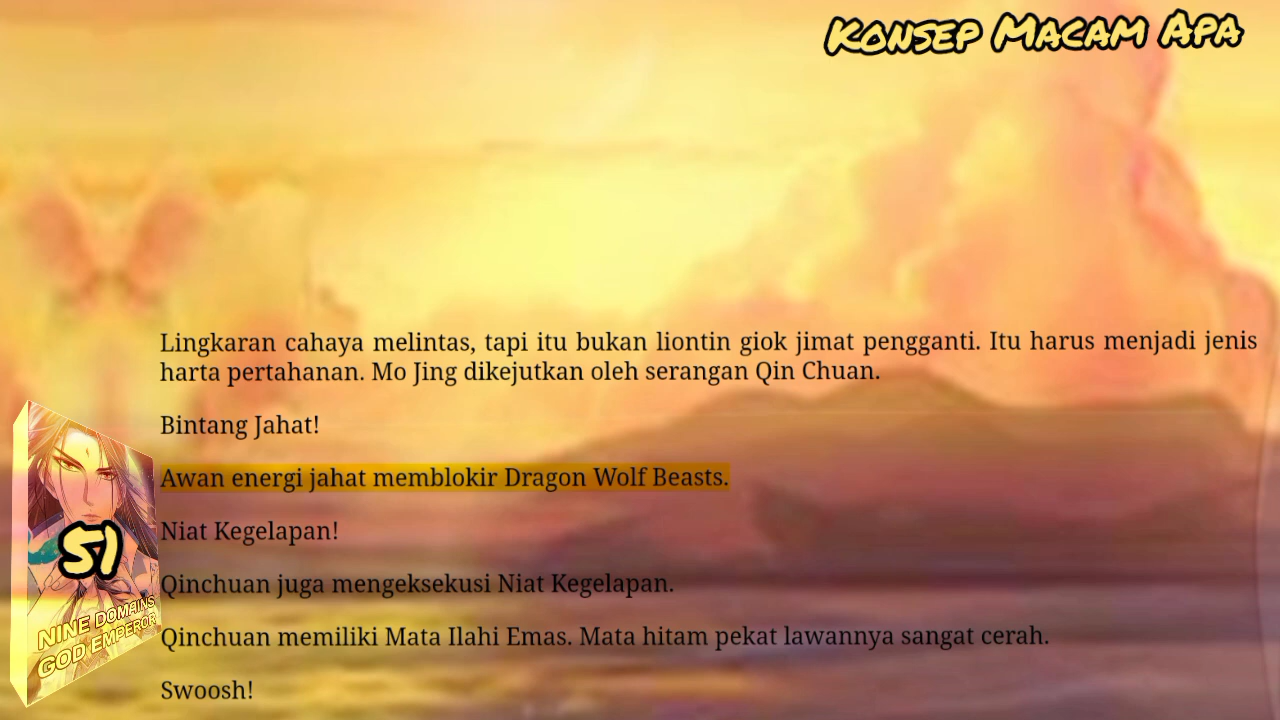 Konsep Macam Apa
Lingkaran cahaya melintas, tapi itu bukan liontin giok jimat pengganti. Itu harus menjadi jenis
harta pertahanan. Mo Jing dikejutkan oleh serangan Qin Chuan.
Bintang Jahat!
Awan energi jahat memblokir Dragon Wolf Beasts.
Niat Kegelapan!
Qinchuan juga mengeksekusi Niat Kegelapan.
Qinchuan memiliki Mata Ilahi Emas. Mata hitam pekat lawannya sangat cerah.
Swoosh!
51
NINE DOMAINS
GOD EMPEROR